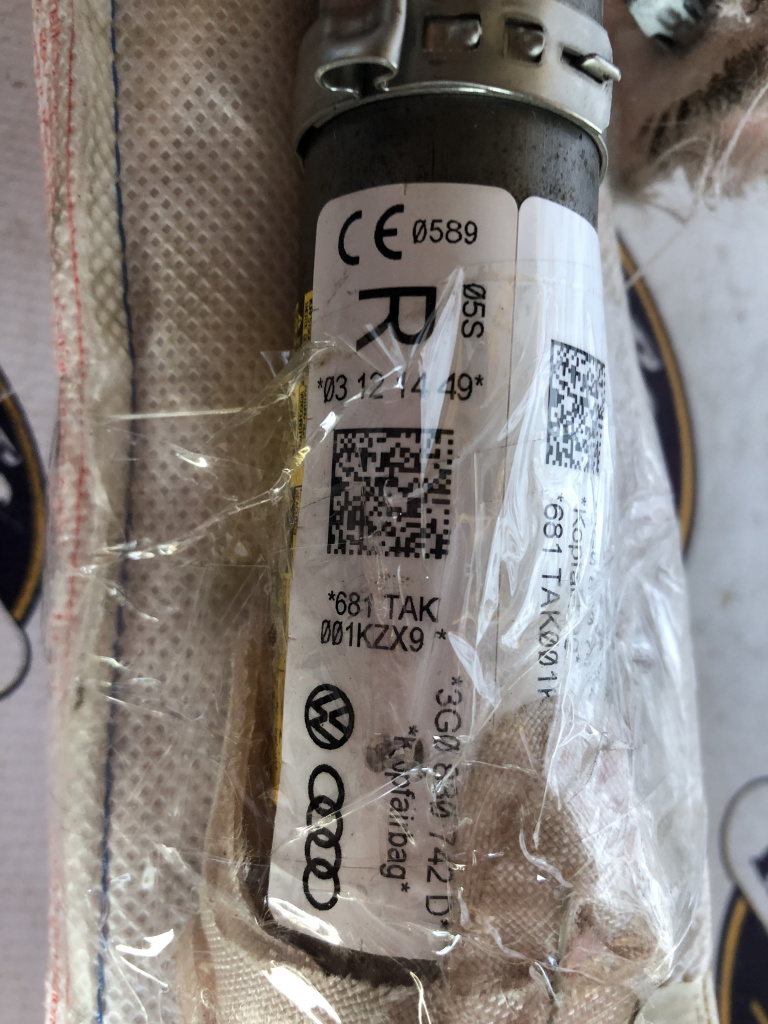 CE 0589
R
05S
*03 12 14 49*
*681 TAK
001KZX9 *
*3G0 880 742 D*
*Kopfairbag*
*681 TAK001K